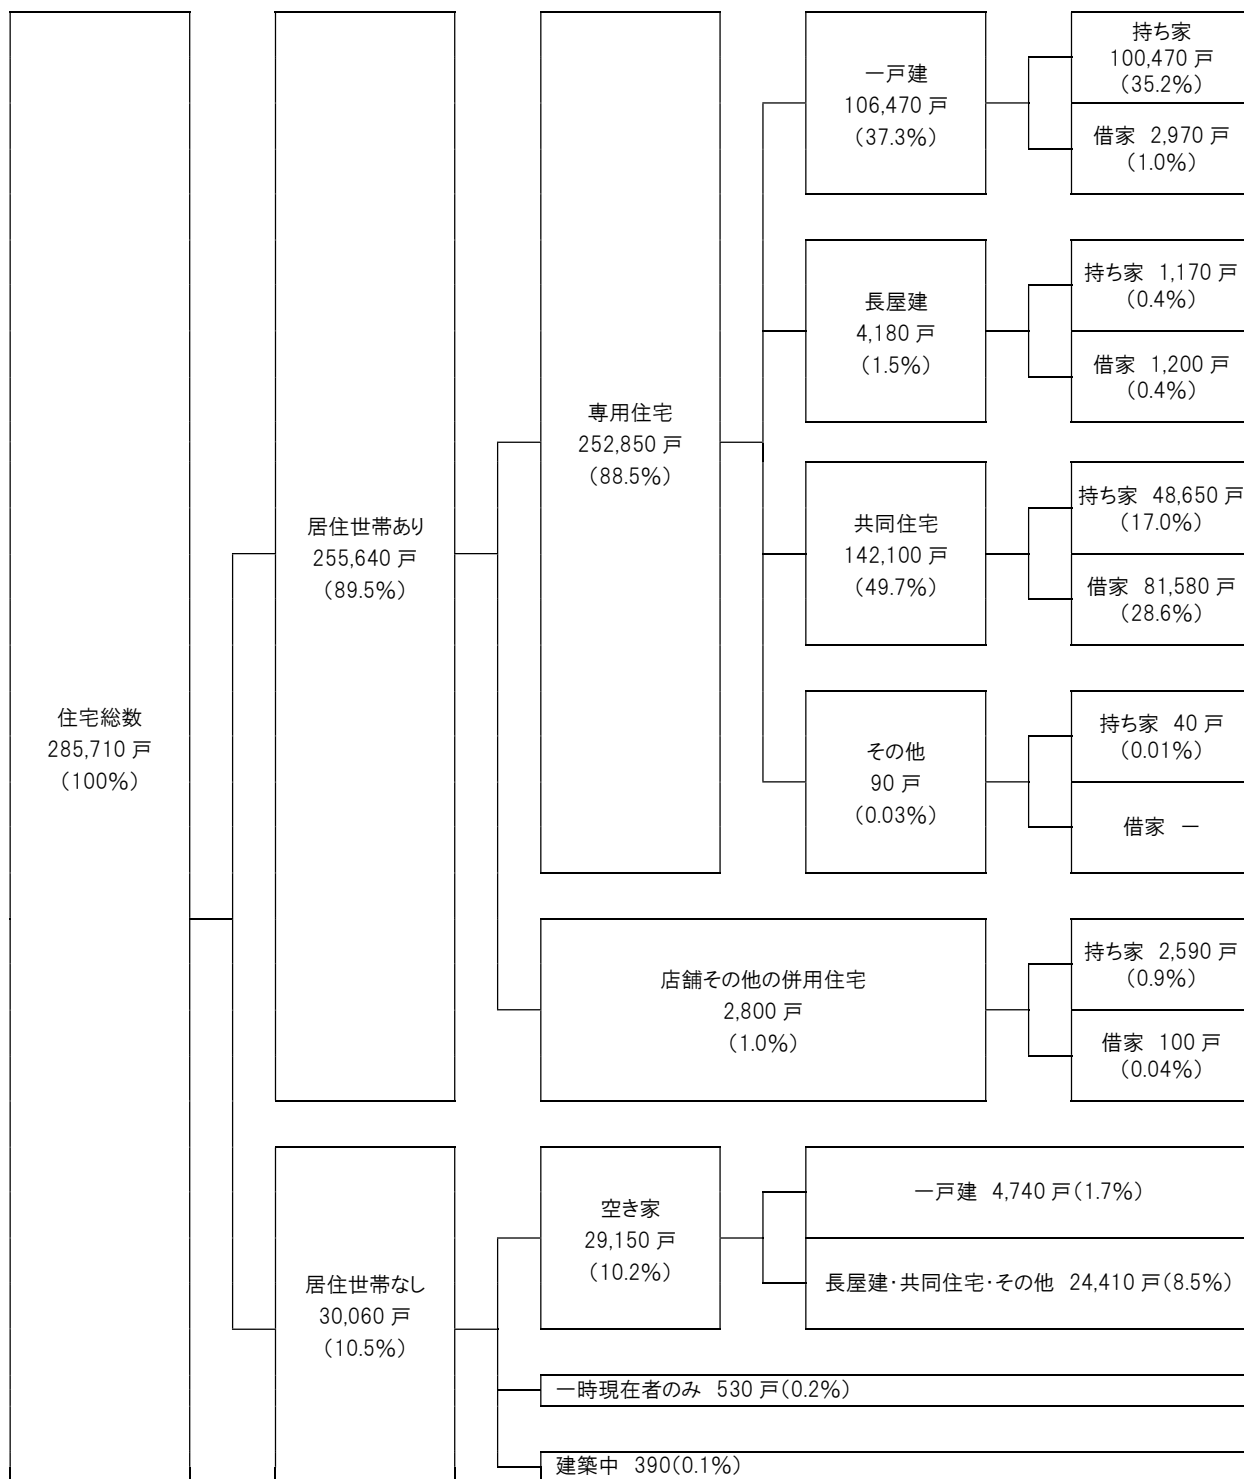 住宅総数
285,710 戸
(100%)
居住世帯あり
255,640 戸
(89.5%)
専用住宅
252,850 戸
(88.5%)
一戸建
106,470 戸
(37.3%)
持ち家
100,470 戸
(35.2%)
借家 2,970 戸
(1.0%)
長屋建
4,180 戸
(1.5%)
持ち家 1,170 戸
(0.4%)
借家 1,200 戸
(0.4%)
共同住宅
142,100 戸
(49.7%)
持ち家 48,650 戸
(17.0%)
借家 81,580 戸
(28.6%)
その他
90 戸
(0.03%)
持ち家 40 戸
(0.01%)
借家 －
店舗その他の併用住宅
2,800 戸
(1.0%)
持ち家 2,590 戸
(0.9%)
借家 100 戸
(0.04%)
居住世帯なし
30,060 戸
(10.5%)
空き家
29,150 戸
(10.2%)
一戸建 4,740 戸(1.7%)
長屋建・共同住宅・その他 24,410 戸(8.5%)
一時現在者のみ 530 戸(0.2%)
建築中 390(0.1%)